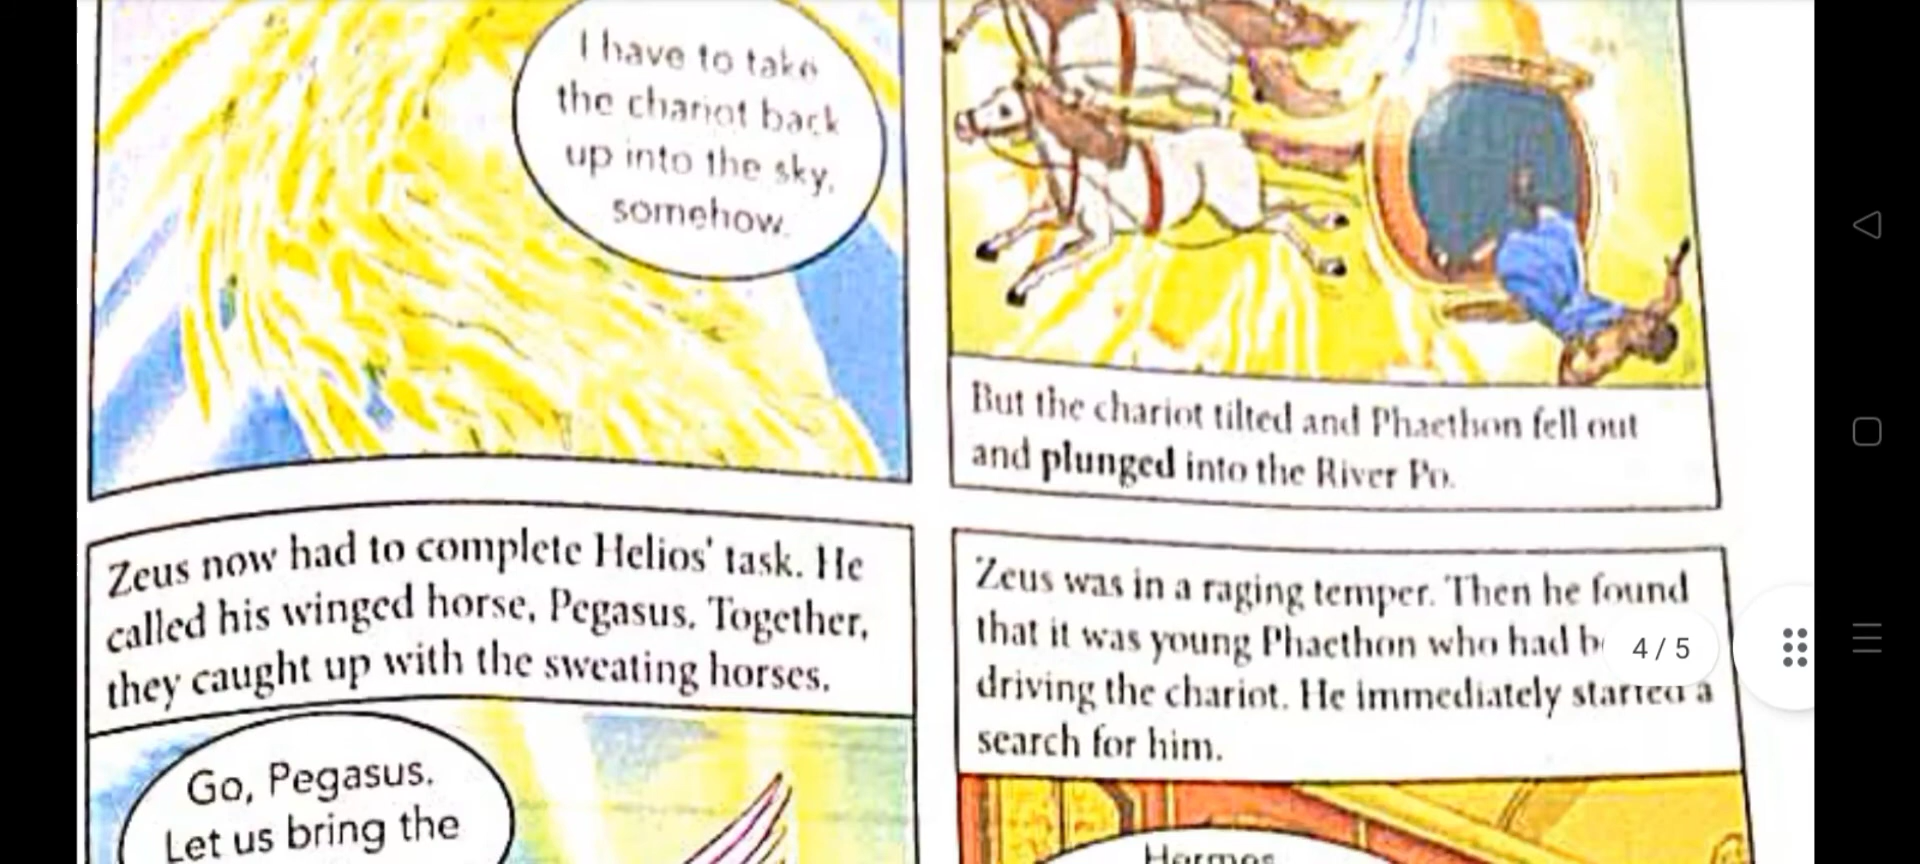 I have to take
the chariot back
up into the sky,
somehow.
But the chariot tilted and Phaethon fell out
and plunged into the River Po.
Zeus now had to complete Helios' task. He
called his winged horse, Pegasus. Together,
they caught up with the sweating horses.
Zeus was in a raging temper. Then he found
that it was young Phaethon who had
driving the chariot. He immediately started a
search for him.
4 / 5
Go, Pegasus.
Let us bring the
Hermes